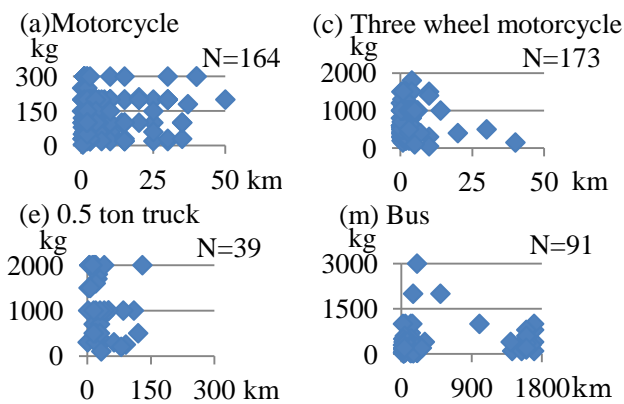 (a)Motorcycle
kg
N=164
300
150
0
0 25 50 km
(c) Three wheel motorcycle
kg
N=173
2000
1000
0
0 50 km
(e) 0.5 ton truck
kg
N=39
2000
1000
0
0 150 300 km
(m) Bus
kg
N=91
3000
1500
0
0 900 1800km